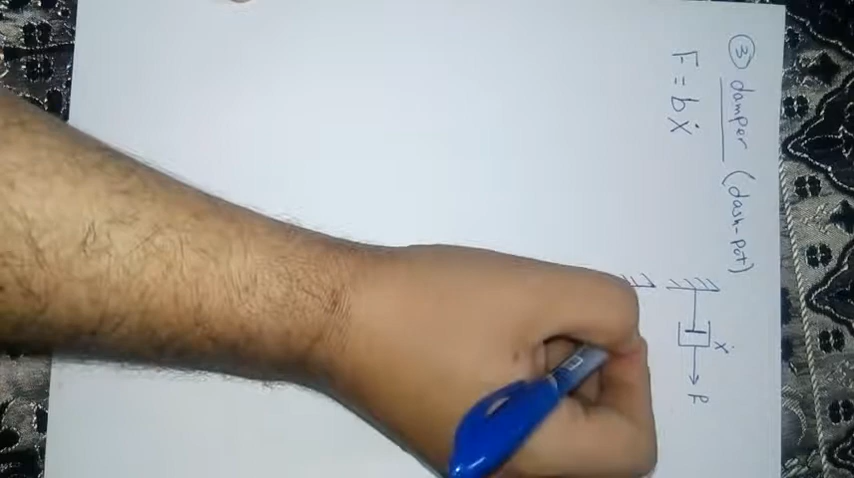 ③ damper (dash-pot)
F = bẋ
ẋ
F